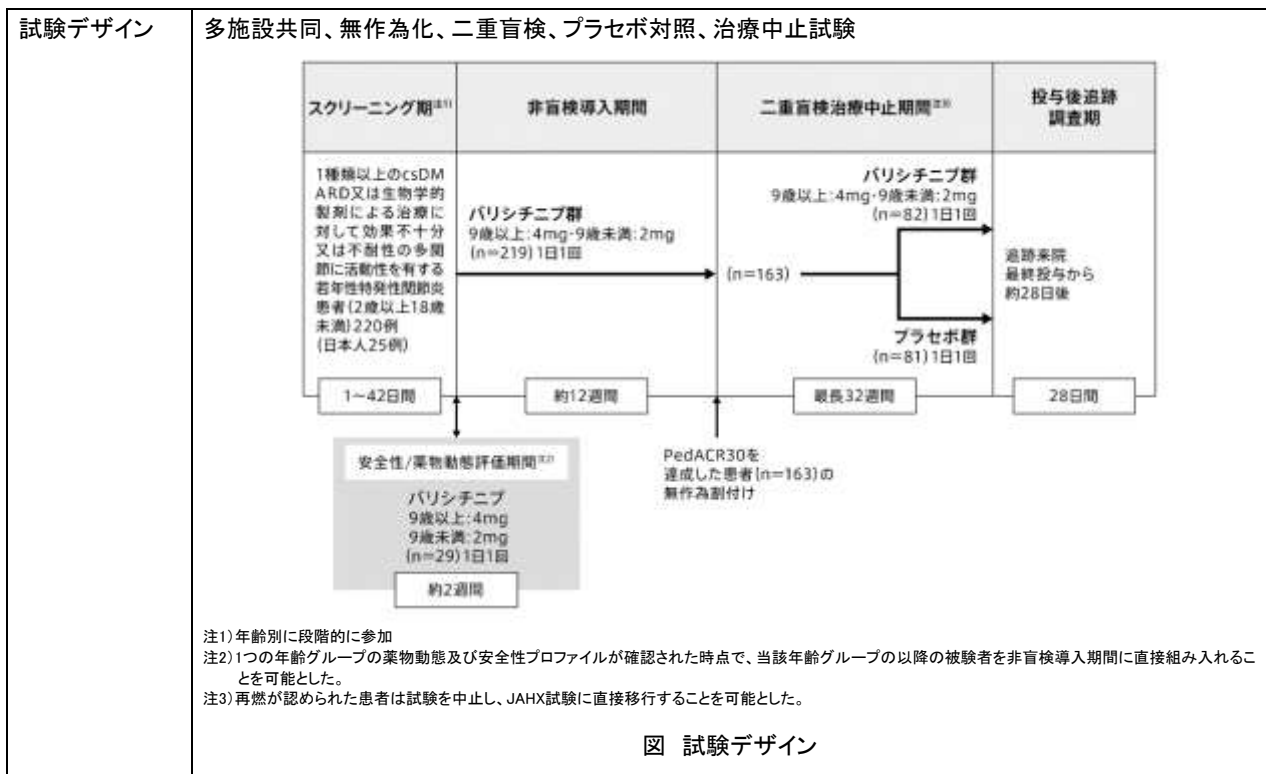 試験デザイン
多施設共同、無作為化、二重盲検、プラセボ対照、治療中止試験
スクリーニング期注1)
非盲検導入期間
二重盲検治療中止期間注3)
投与後追跡
調査期
1種類以上のcsDM
ARD又は生物学的
製剤による治療に
対して効果不十分
又は不耐性の多関
節に活動性を有する
若年性特発性関節炎
患者(2歳以上18歳
未満)220例
(日本人25例)
バリシチニブ群
9歳以上:4mg・9歳未満:2mg
(n=219)1日1回
(n=163)
バリシチニブ群
9歳以上:4mg・9歳未満:2mg
(n=82)1日1回
プラセボ群
(n=81)1日1回
追跡来院
最終投与から
約28日後
1~42日間
約12週間
最長32週間
28日間
安全性/薬物動態評価期間注2)
バリシチニブ
9歳以上:4mg
9歳未満:2mg
(n=29)1日1回
約2週間
PedACR30を
達成した患者(n=163)の
無作為割付け
注1)年齢別に段階的に参加
注2)1つの年齢グループの薬物動態及び安全性プロファイルが確認された時点で、当該年齢グループの以降の被験者を非盲検導入期間に直接組み入れるこ
とを可能とした。
注3)再燃が認められた患者は試験を中止し、JAHX試験に直接移行することを可能とした。
図 試験デザイン